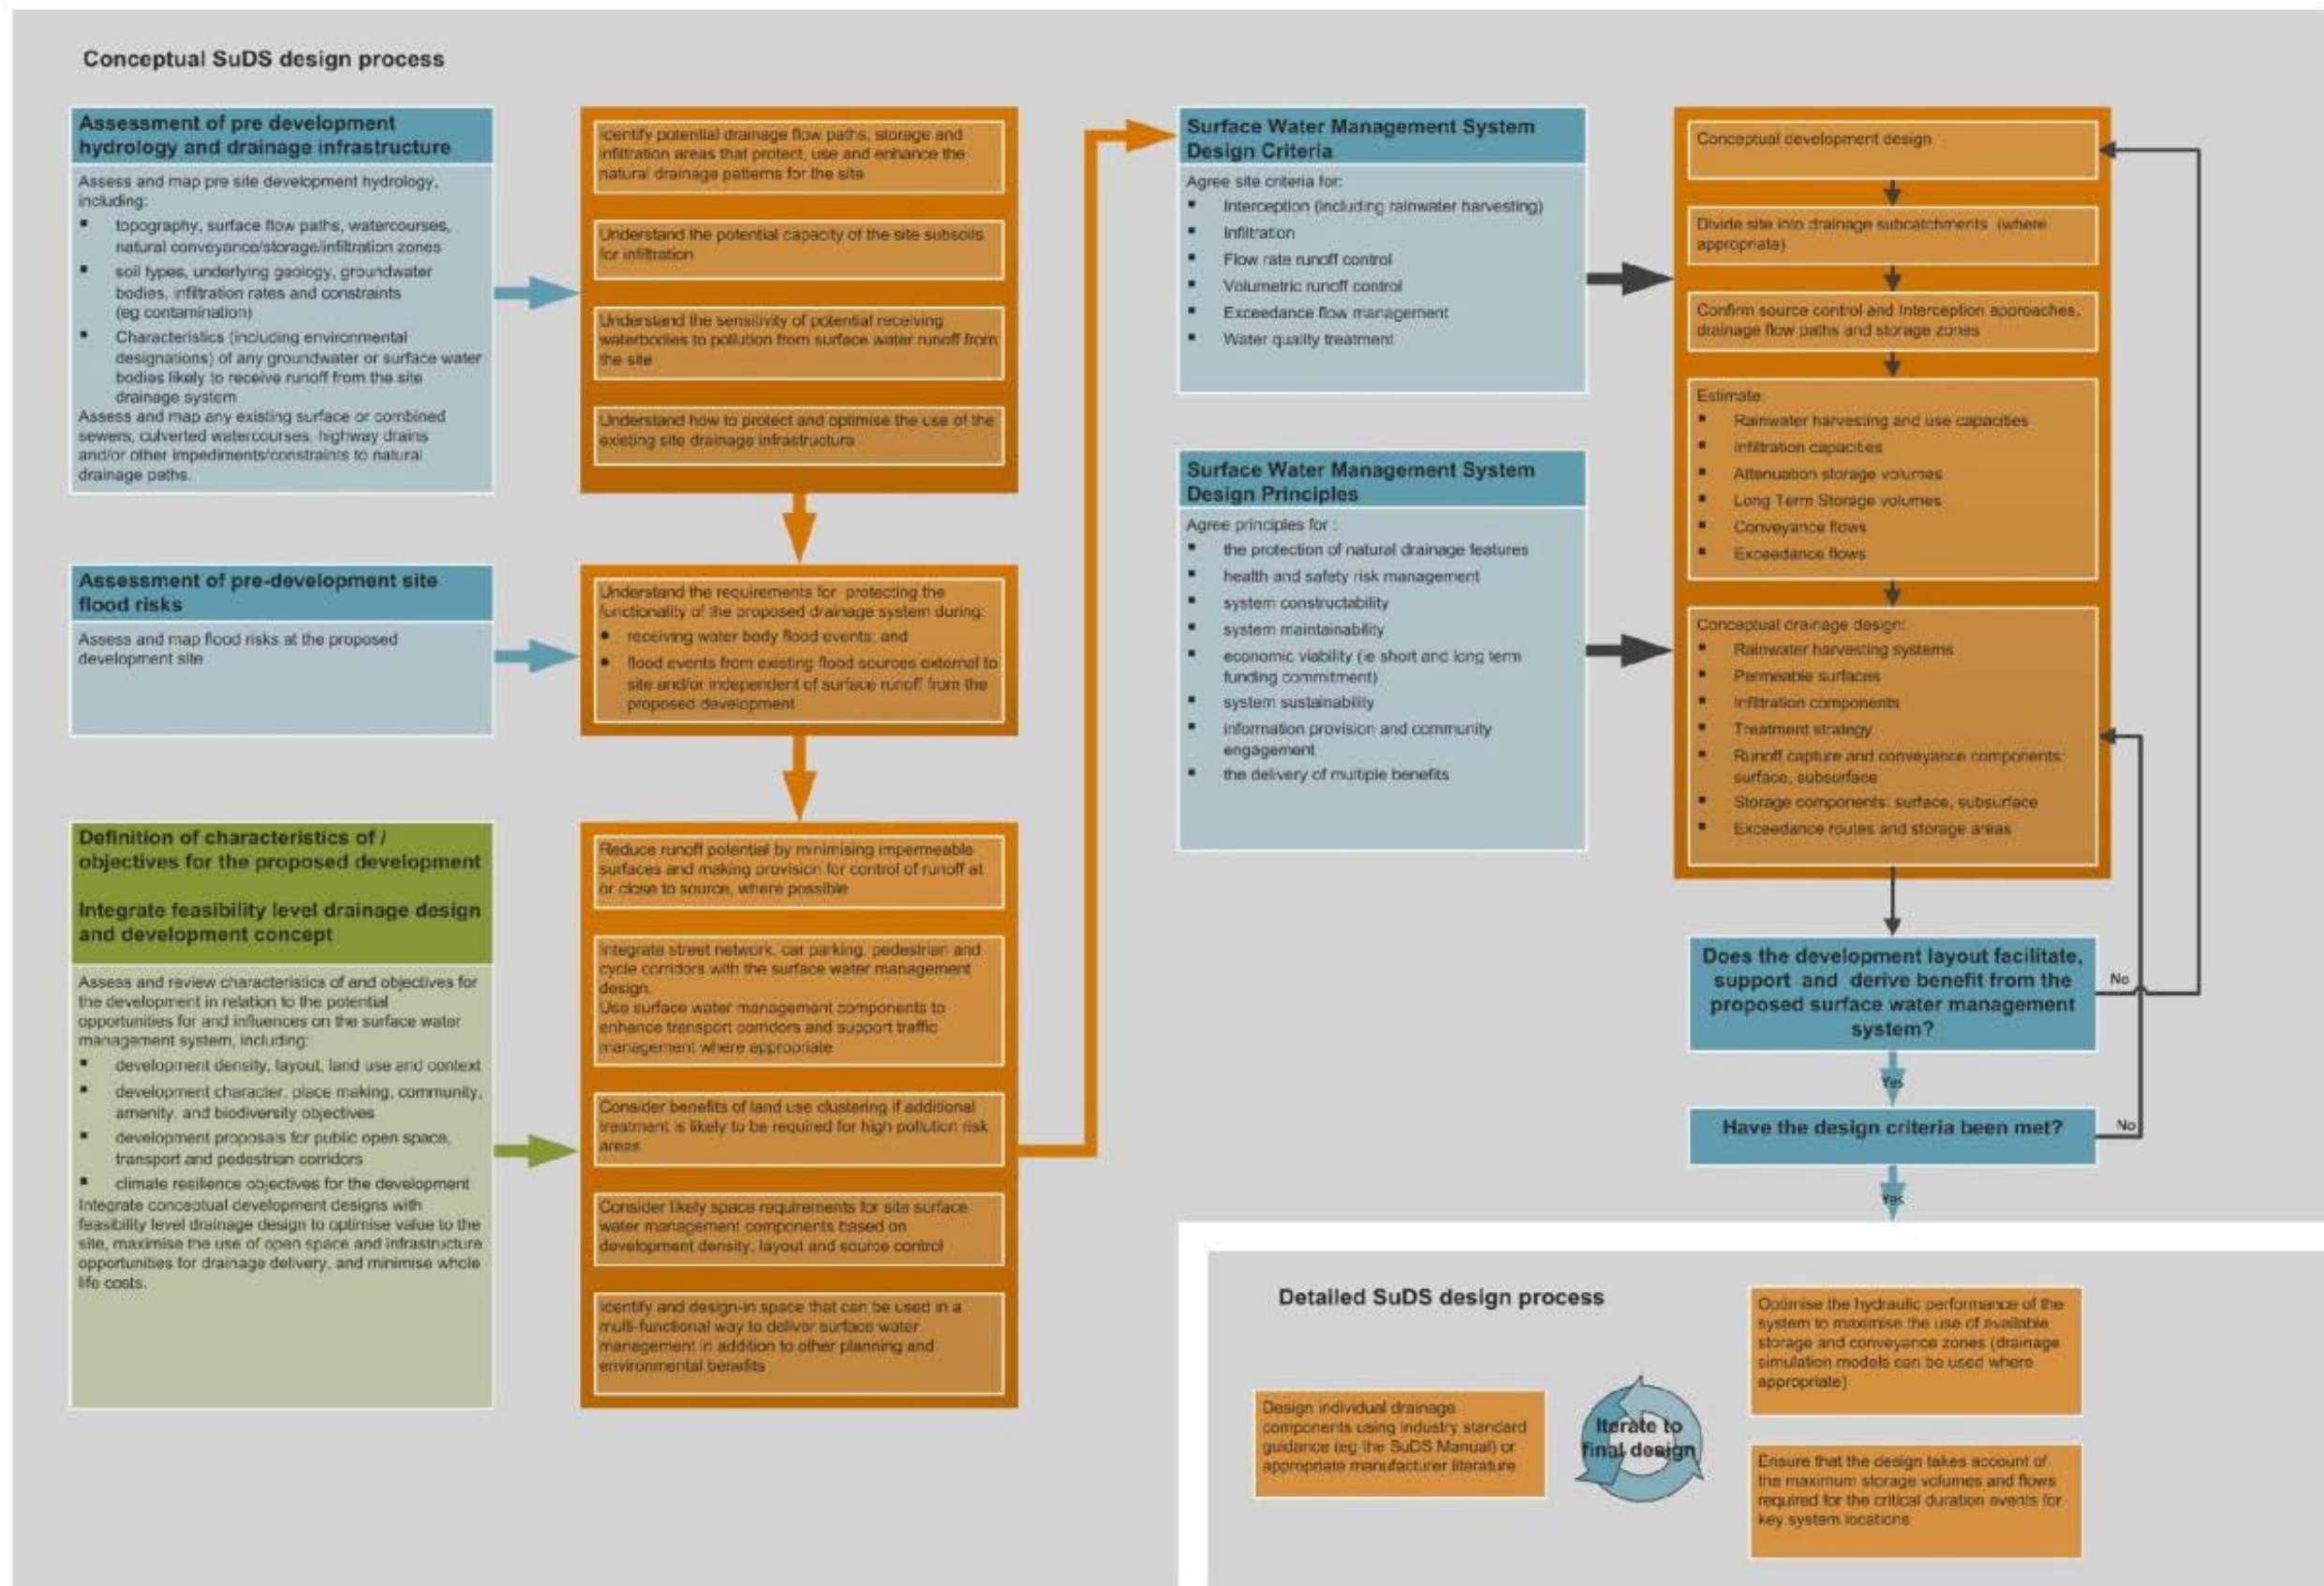 Conceptual SuDS design process
Assessment of pre development
hydrology and drainage infrastructure
Assess and map pre site development hydrology,
including:
▪ topography, surface flow paths, watercourses,
natural conveyance/storage/infiltration zones
▪ soil types, underlying geology, groundwater
bodies, infiltration rates and constraints
(eg contamination)
▪ Characteristics (including environmental
designations) of any groundwater or surface water
bodies likely to receive runoff from the site
drainage system
Assess and map any existing surface or combined
sewers, culverted watercourses, highway drains
and/or other impediments/constraints to natural
drainage paths.
Identify potential drainage flow paths, storage and
infiltration areas that protect, use and enhance the
natural drainage patterns for the site
Understand the potential capacity of the site subsoils
for infiltration
Understand the sensitivity of potential receiving
waterbodies to pollution from surface water runoff from
the site
Understand how to protect and optimise the use of the
existing site drainage infrastructure
Assessment of pre-development site
flood risks
Assess and map flood risks at the proposed
development site
Understand the requirements for protecting the
functionality of the proposed drainage system during:
● receiving water body flood events; and
● flood events from existing flood sources external to
site and/or independent of surface runoff from the
proposed development
Definition of characteristics of /
objectives for the proposed development
Integrate feasibility level drainage design
and development concept
Assess and review characteristics of and objectives for
the development in relation to the potential
opportunities for and influences on the surface water
management system, including:
▪ development density, layout, land use and context
▪ development character, place making, community,
amenity, and biodiversity objectives
▪ development proposals for public open space,
transport and pedestrian corridors
▪ climate resilience objectives for the development
Integrate conceptual development designs with
feasibility level drainage design to optimise value to the
site, maximise the use of open space and infrastructure
opportunities for drainage delivery, and minimise whole
life costs.
Reduce runoff potential by minimising impermeable
surfaces and making provision for control of runoff at
or close to source, where possible
Integrate street network, car parking, pedestrian and
cycle corridors with the surface water management
design.
Use surface water management components to
enhance transport corridors and support traffic
management where appropriate
Consider benefits of land use clustering if additional
treatment is likely to be required for high pollution risk
areas
Consider likely space requirements for site surface
water management components based on
development density, layout and source control
Identify and design-in space that can be used in a
multi-functional way to deliver surface water
management in addition to other planning and
environmental benefits
Surface Water Management System
Design Criteria
Agree site criteria for:
▪ Interception (including rainwater harvesting)
▪ Infiltration
▪ Flow rate runoff control
▪ Volumetric runoff control
▪ Exceedance flow management
▪ Water quality treatment
Surface Water Management System
Design Principles
Agree principles for :
▪ the protection of natural drainage features
▪ health and safety risk management
▪ system constructability
▪ system maintainability
▪ economic viability (ie short and long term
funding commitment)
▪ system sustainability
▪ information provision and community
engagement
▪ the delivery of multiple benefits
Conceptual development design
Divide site into drainage subcatchments (where
appropriate)
Confirm source control and Interception approaches,
drainage flow paths and storage zones
Estimate:
▪ Rainwater harvesting and use capacities
▪ Infiltration capacities
▪ Attenuation storage volumes
▪ Long Term Storage volumes
▪ Conveyance flows
▪ Exceedance flows
Conceptual drainage design:
▪ Rainwater harvesting systems
▪ Permeable surfaces
▪ Infiltration components
▪ Treatment strategy
▪ Runoff capture and conveyance components:
surface, subsurface
▪ Storage components: surface, subsurface
▪ Exceedance routes and storage areas
Does the development layout facilitate,
support and derive benefit from the
proposed surface water management
system?
No
Yes
Have the design criteria been met?
No
Yes
Detailed SuDS design process
Design individual drainage
components using industry standard
guidance (eg the SuDS Manual) or
appropriate manufacturer literature
Iterate to
final design
Optimise the hydraulic performance of the
system to maximise the use of available
storage and conveyance zones (drainage
simulation models can be used where
appropriate)
Ensure that the design takes account of
the maximum storage volumes and flows
required for the critical duration events for
key system locations